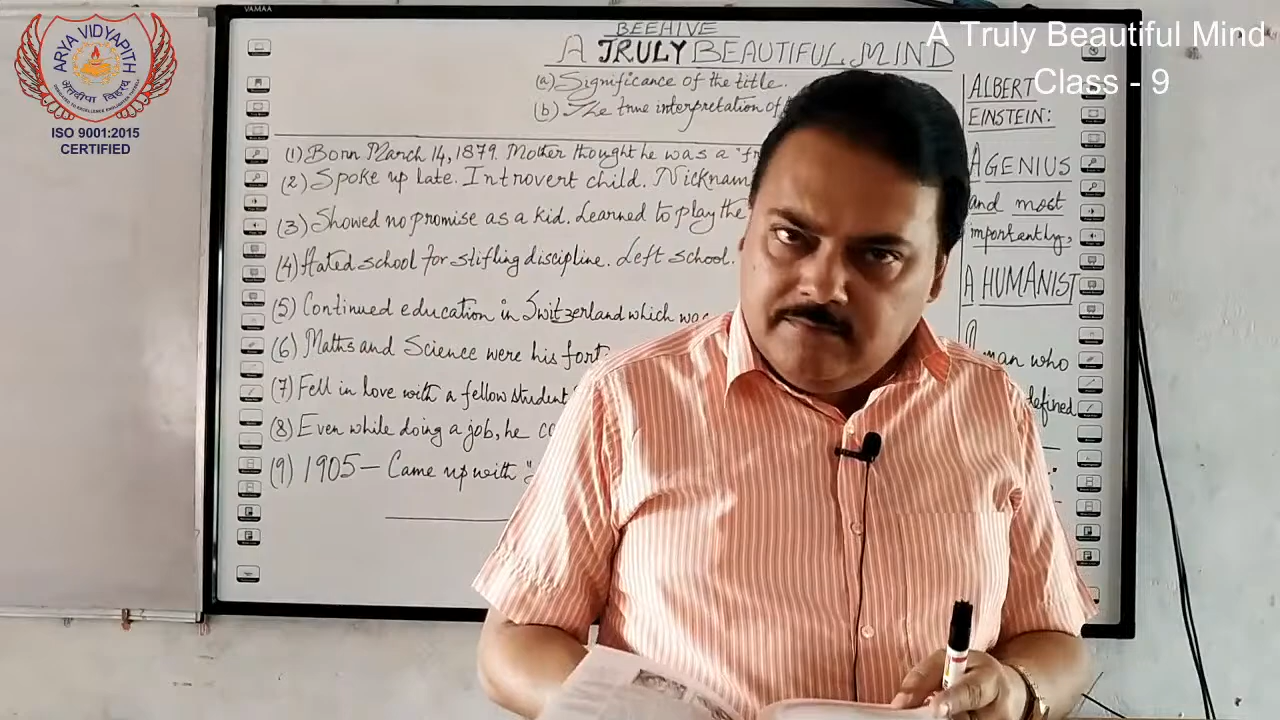 VAMAA
A Truly Beautiful Mind
Class - 9
ARYA VIDYAPITH
ISO 9001:2015
CERTIFIED
BEEHIVE
A TRULY BEAUTIFUL MIND
(a) Significance of the title.
(b) The true interpretation of
(1) Born March 14, 1879. Mother thought he was a "fr
(2) Spoke up late. Introvert child. Nicknam
(3) Showed no promise as a kid. Learned to play the
(4) Hated school for stifling discipline. Left school.
(5) Continued education in Switzerland which was
(6) Maths and Science were his fort
(7) Fell in love with a fellow student
(8) Even while doing a job, he co
(9) 1905— Came up with "
ALBERT
EINSTEIN:
A GENIUS
and most
importantly,
A HUMANIST
man who
defined